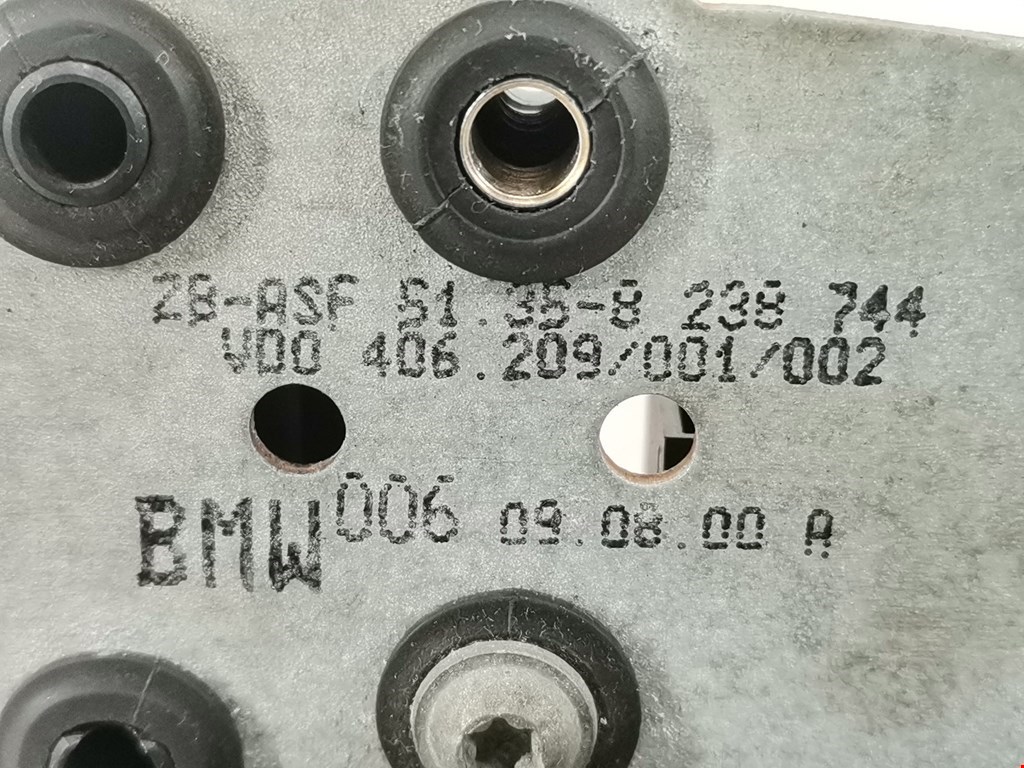 ZB-ASF 51.35-8 238 744
VDO 406.209/001/002
BMW 006 09.08.00 A